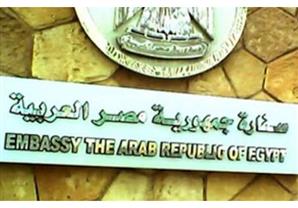 سفارة جمهورية مصر العربية
EMBASSY THE ARAB REPUBLIC OF EGYPT